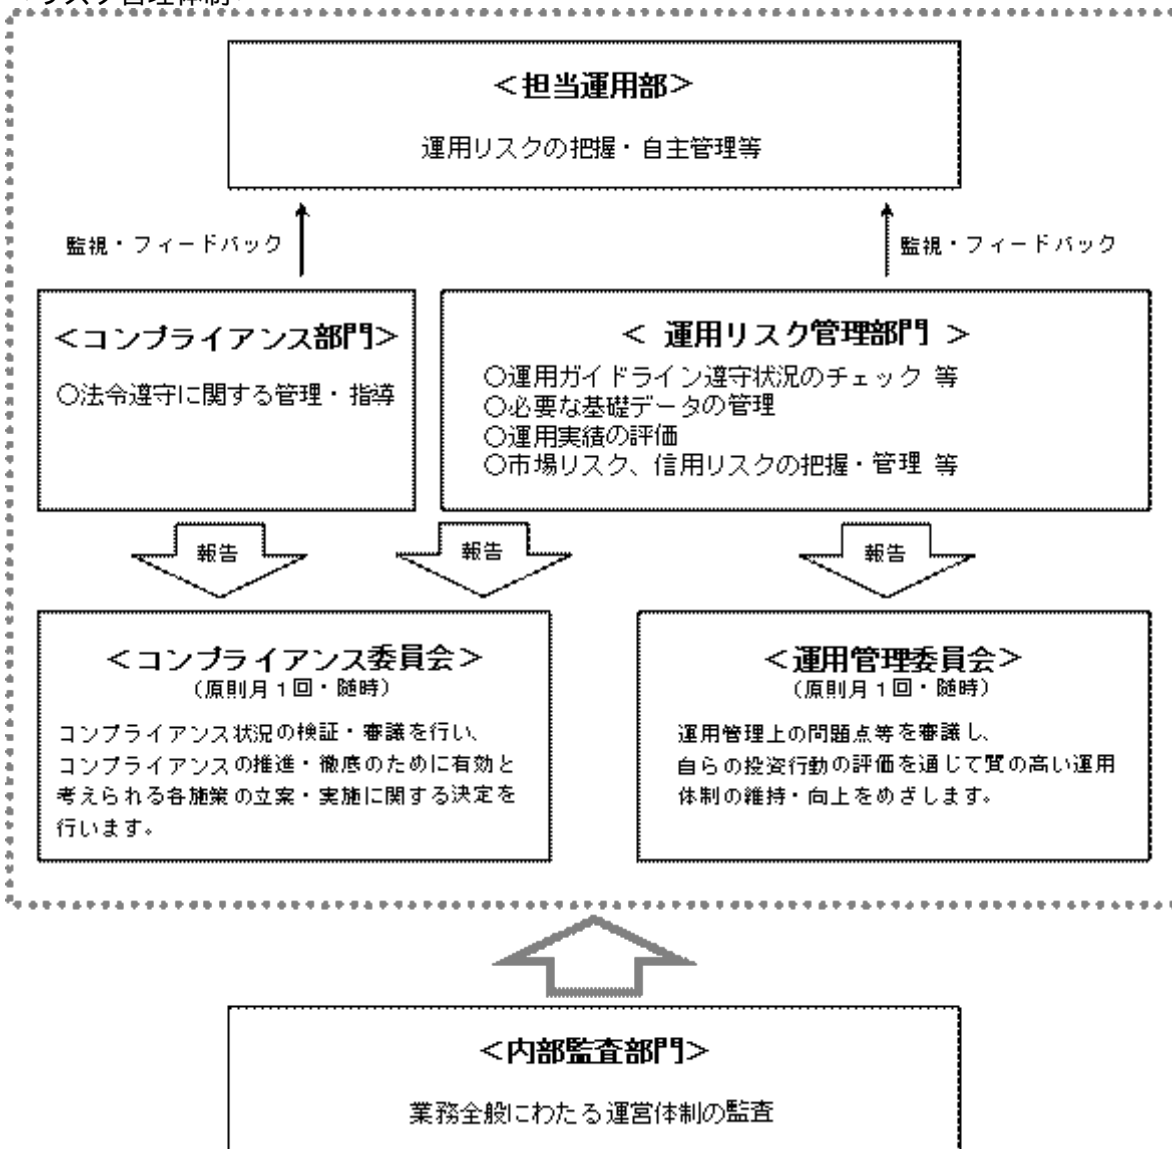 ＜担当運用部＞
運用リスクの把握・自主管理等
監視・フィードバック
監視・フィードバック
＜コンプライアンス部門＞
○法令遵守に関する管理・指導
＜ 運用リスク管理部門 ＞
○運用ガイドライン遵守状況のチェック 等
○必要な基礎データの管理
○運用実績の評価
○市場リスク、信用リスクの把握・管理 等
報告
報告
報告
＜コンプライアンス委員会＞
（原則月１回・随時）
コンプライアンス状況の検証・審議を行い、
コンプライアンスの推進・徹底のために有効と
考えられる各施策の立案・実施に関する決定を
行います。
＜運用管理委員会＞
（原則月１回・随時）
運用管理上の問題点等を審議し、
自らの投資行動の評価を通じて質の高い運用
体制の維持・向上をめざします。
＜内部監査部門＞
業務全般にわたる運営体制の監査